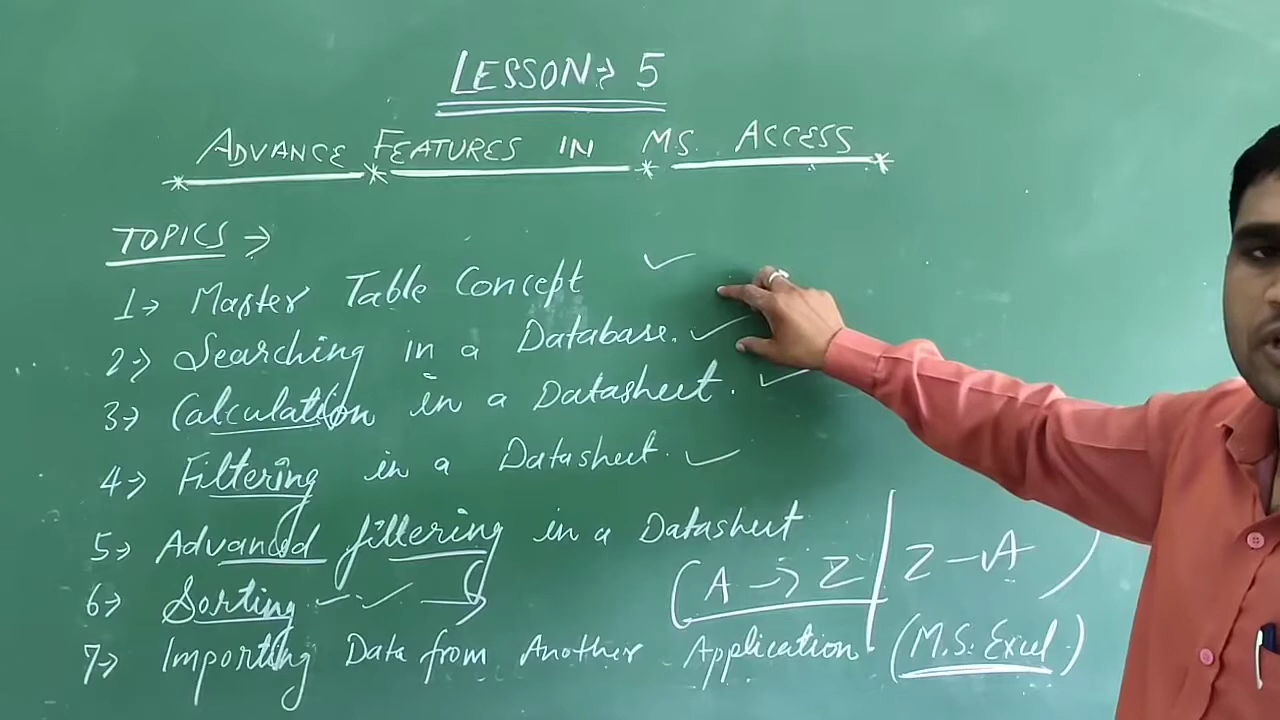 LESSON → 5
ADVANCE FEATURES IN MS. ACCESS
TOPICS →
1→ Master Table Concept ✓
2→ Searching in a Database. ✓
3→ Calculation in a Datasheet. ✓
4→ Filtering in a Datasheet. ✓
5→ Advanced filtering in a Datasheet
6→ Sorting (A → Z / Z – A)
7→ Importing Data from Another Application (M.S. Excel)